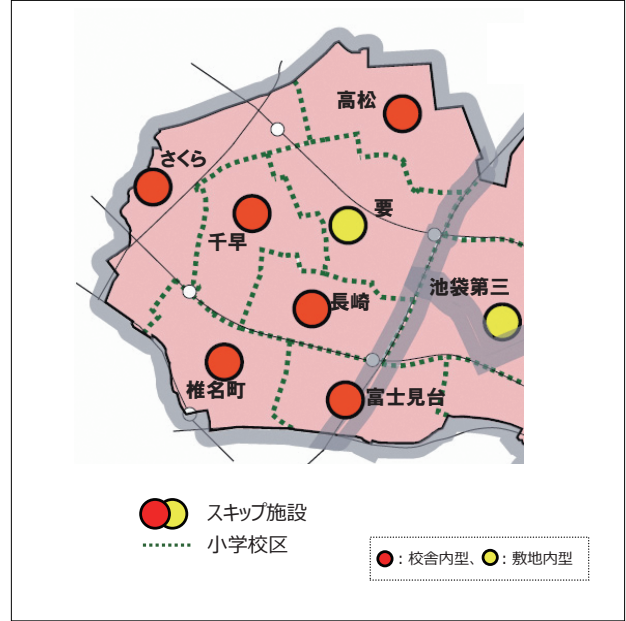 高松
さくら
要
千早
池袋第三
長崎
椎名町
富士見台
スキップ施設
小学校区
：校舎内型、 ：敷地内型